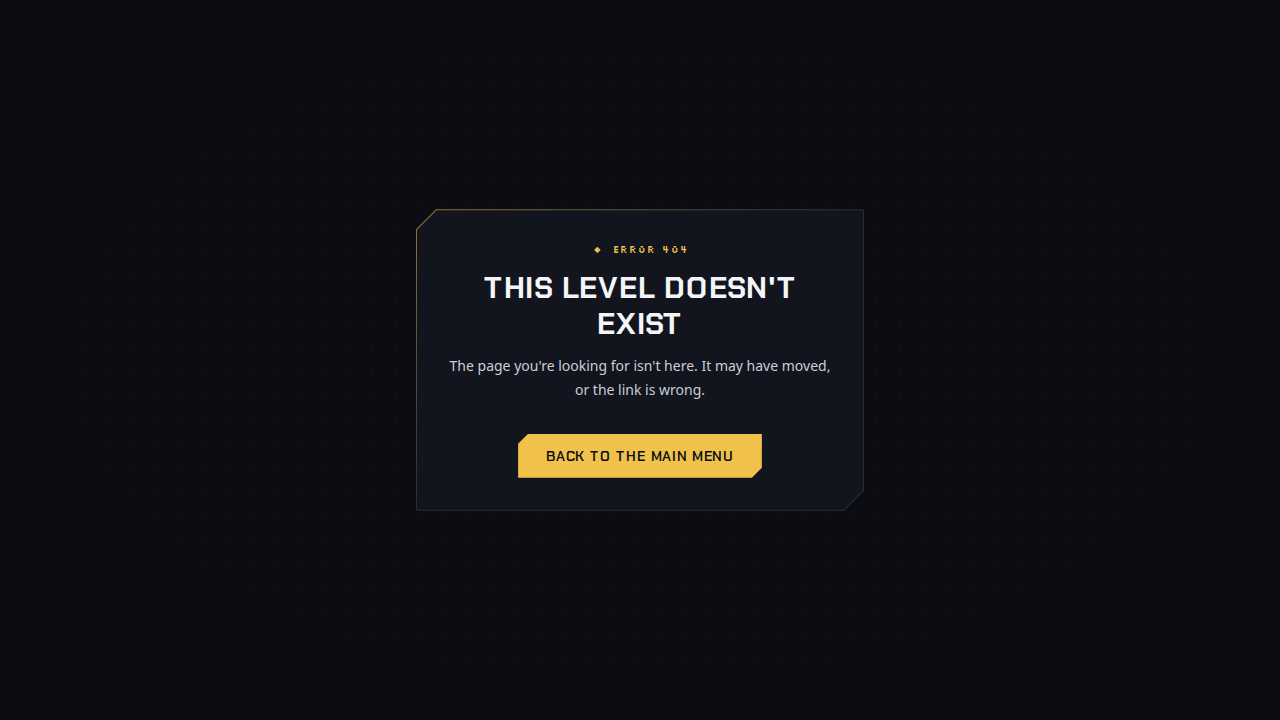 ERROR 404
THIS LEVEL DOESN'T
EXIST
The page you're looking for isn't here. It may have moved,
or the link is wrong.
BACK TO THE MAIN MENU